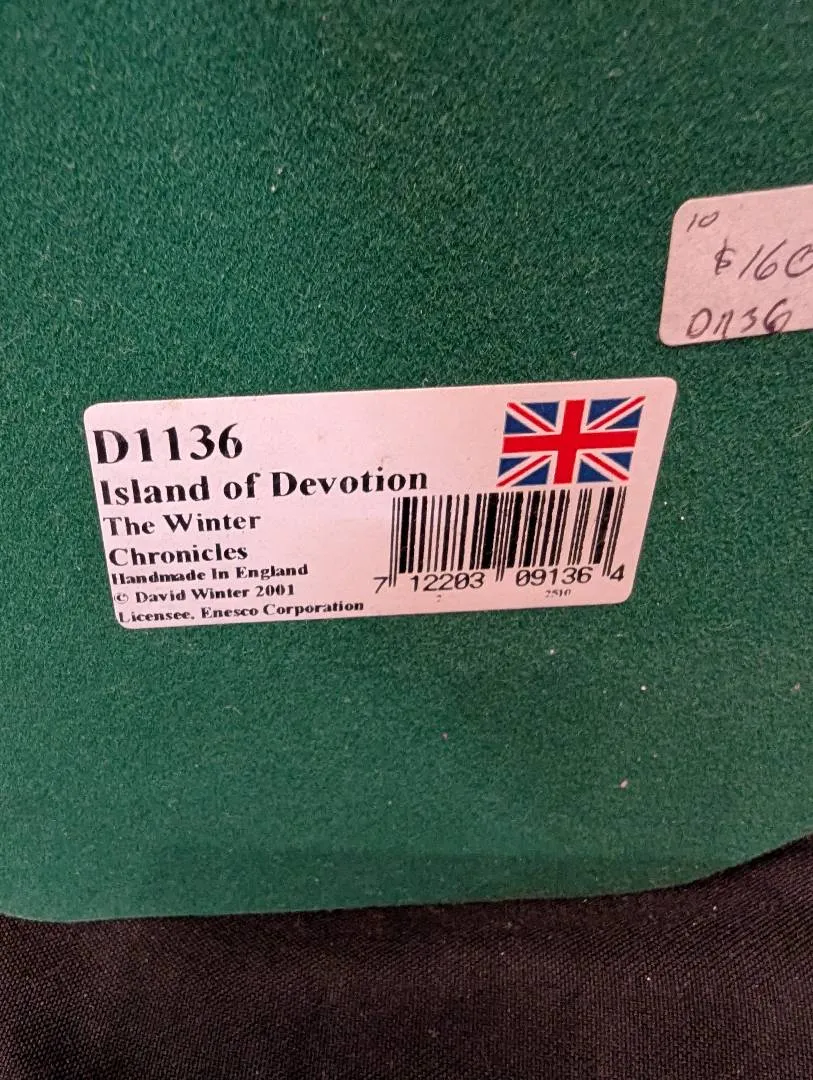 10
$160
D1136
D1136
Island of Devotion
The Winter
Chronicles
Handmade In England
© David Winter 2001
Licensee, Enesco Corporation
7 12203 09136 4
2510